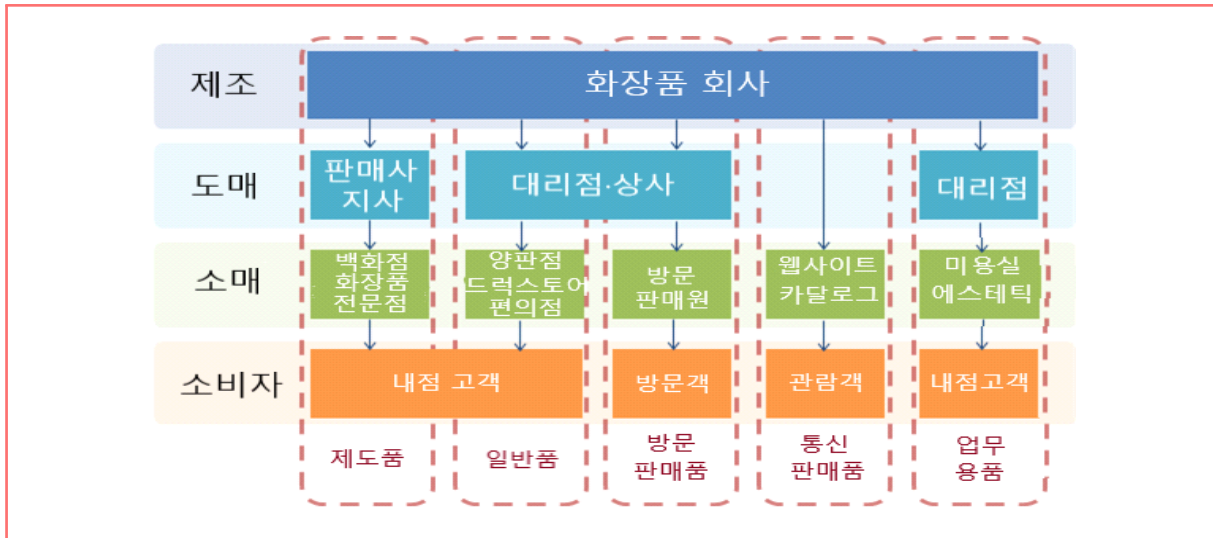 제조
화장품 회사
도매
판매사
지사
대리점·상사
대리점
소매
백화점
화장품
전문점
양판점
드럭스토어
편의점
방문
판매원
웹사이트
카달로그
미용실
에스테틱
소비자
내점 고객
방문객
관람객
내점고객
제도품
일반품
방문
판매품
통신
판매품
업무
용품